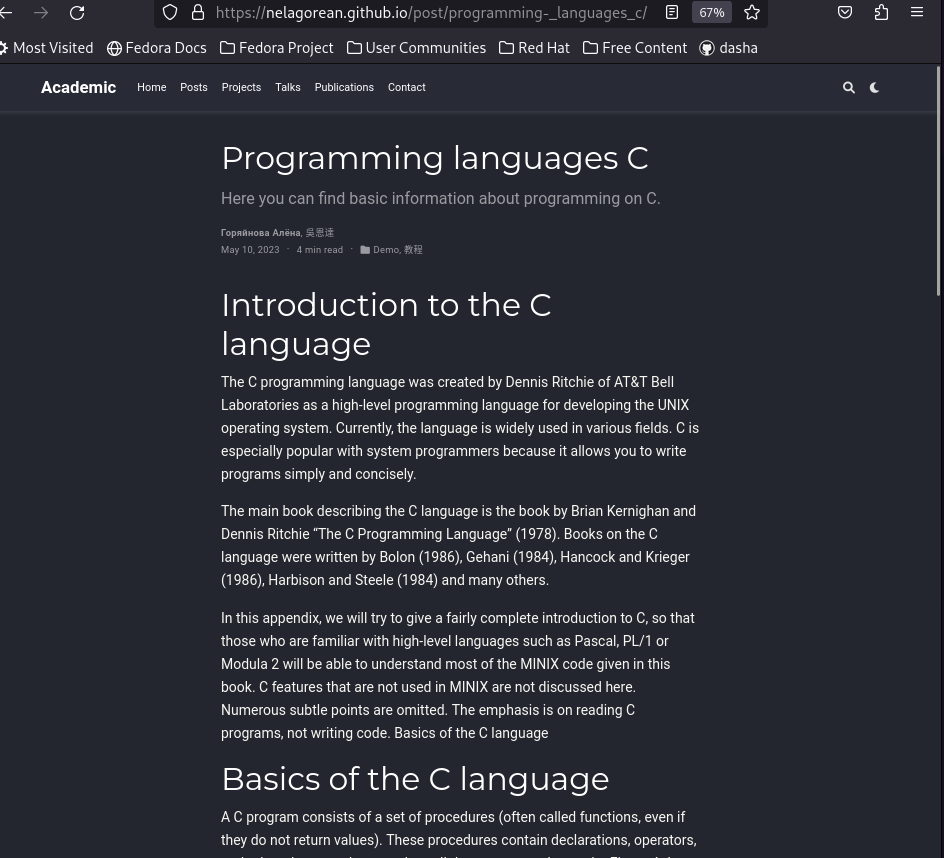 https://nelagorean.github.io/post/programming-_languages_c/ 67%
Most Visited Fedora Docs Fedora Project User Communities Red Hat Free Content dasha
Academic Home Posts Projects Talks Publications Contact
Programming languages C
Here you can find basic information about programming on C.
Горяйнова Алёна, 吳恩達
May 10, 2023 · 4 min read · Demo, 教程
Introduction to the C
language
The C programming language was created by Dennis Ritchie of AT&T Bell
Laboratories as a high-level programming language for developing the UNIX
operating system. Currently, the language is widely used in various fields. C is
especially popular with system programmers because it allows you to write
programs simply and concisely.
The main book describing the C language is the book by Brian Kernighan and
Dennis Ritchie “The C Programming Language” (1978). Books on the C
language were written by Bolon (1986), Gehani (1984), Hancock and Krieger
(1986), Harbison and Steele (1984) and many others.
In this appendix, we will try to give a fairly complete introduction to C, so that
those who are familiar with high-level languages such as Pascal, PL/1 or
Modula 2 will be able to understand most of the MINIX code given in this
book. C features that are not used in MINIX are not discussed here.
Numerous subtle points are omitted. The emphasis is on reading C
programs, not writing code. Basics of the C language
Basics of the C language
A C program consists of a set of procedures (often called functions, even if
they do not return values). These procedures contain declarations, operators,